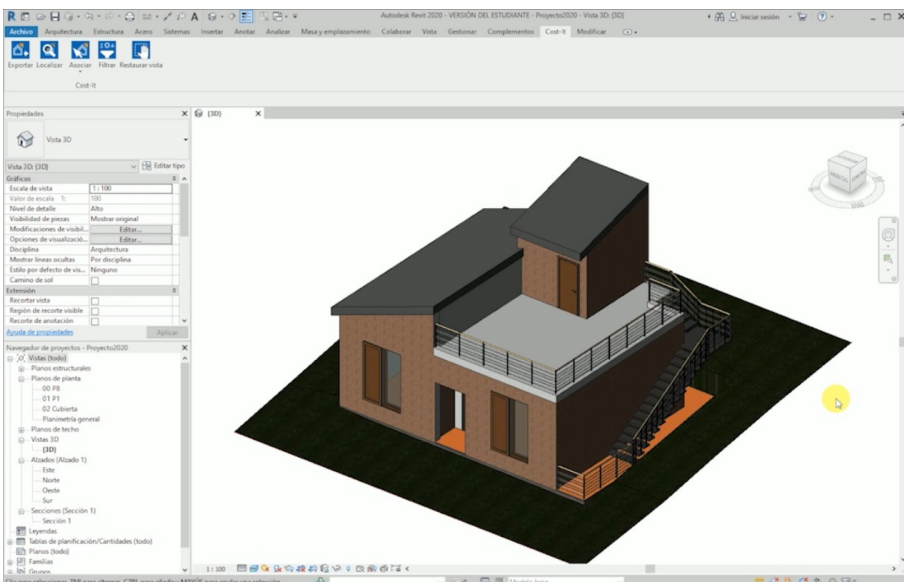 Autodesk Revit 2020 - VERSIÓN DEL ESTUDIANTE - Proyecto2020 - Vista 3D: {3D}
Iniciar sesión
Archivo Arquitectura Estructura Acero Sistemas Insertar Anotar Analizar Masa y emplazamiento Colaborar Vista Gestionar Complementos Cost-It Modificar
Exportar Localizar Asociar Filtrar Restaurar vista
Cost-It
Propiedades
{3D}
Vista 3D
Vista 3D: {3D}
Editar tipo
Gráficos
Escala de vista 1 : 100
Valor de escala 1: 100
Nivel de detalle Alto
Visibilidad de piezas Mostrar original
Modificaciones de visibil... Editar...
Opciones de visualizació... Editar...
Disciplina Arquitectura
Mostrar líneas ocultas Por disciplina
Estilo por defecto de vis... Ninguno
Camino de sol
Extensión
Recortar vista
Región de recorte visible
Recorte de anotación
Ayuda de propiedades
Aplicar
Navegador de proyectos - Proyecto2020
Vistas (todo)
Planos estructurales
Planos de planta
00 PB
01 P1
02 Cubierta
Planimetría general
Planos de techo
Vistas 3D
{3D}
Alzados (Alzado 1)
Este
Norte
Oeste
Sur
Secciones (Sección 1)
Sección 1
Leyendas
Tablas de planificación/Cantidades (todo)
Planos (todo)
Familias
Grupos
1 : 100
Modelo base